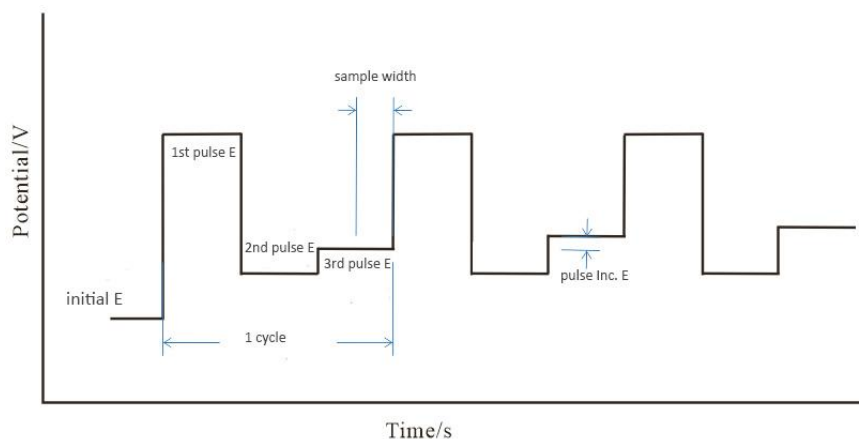 sample width
Potential/V
1st pulse E
2nd pulse E
3rd pulse E
pulse Inc. E
initial E
1 cycle
Time/s